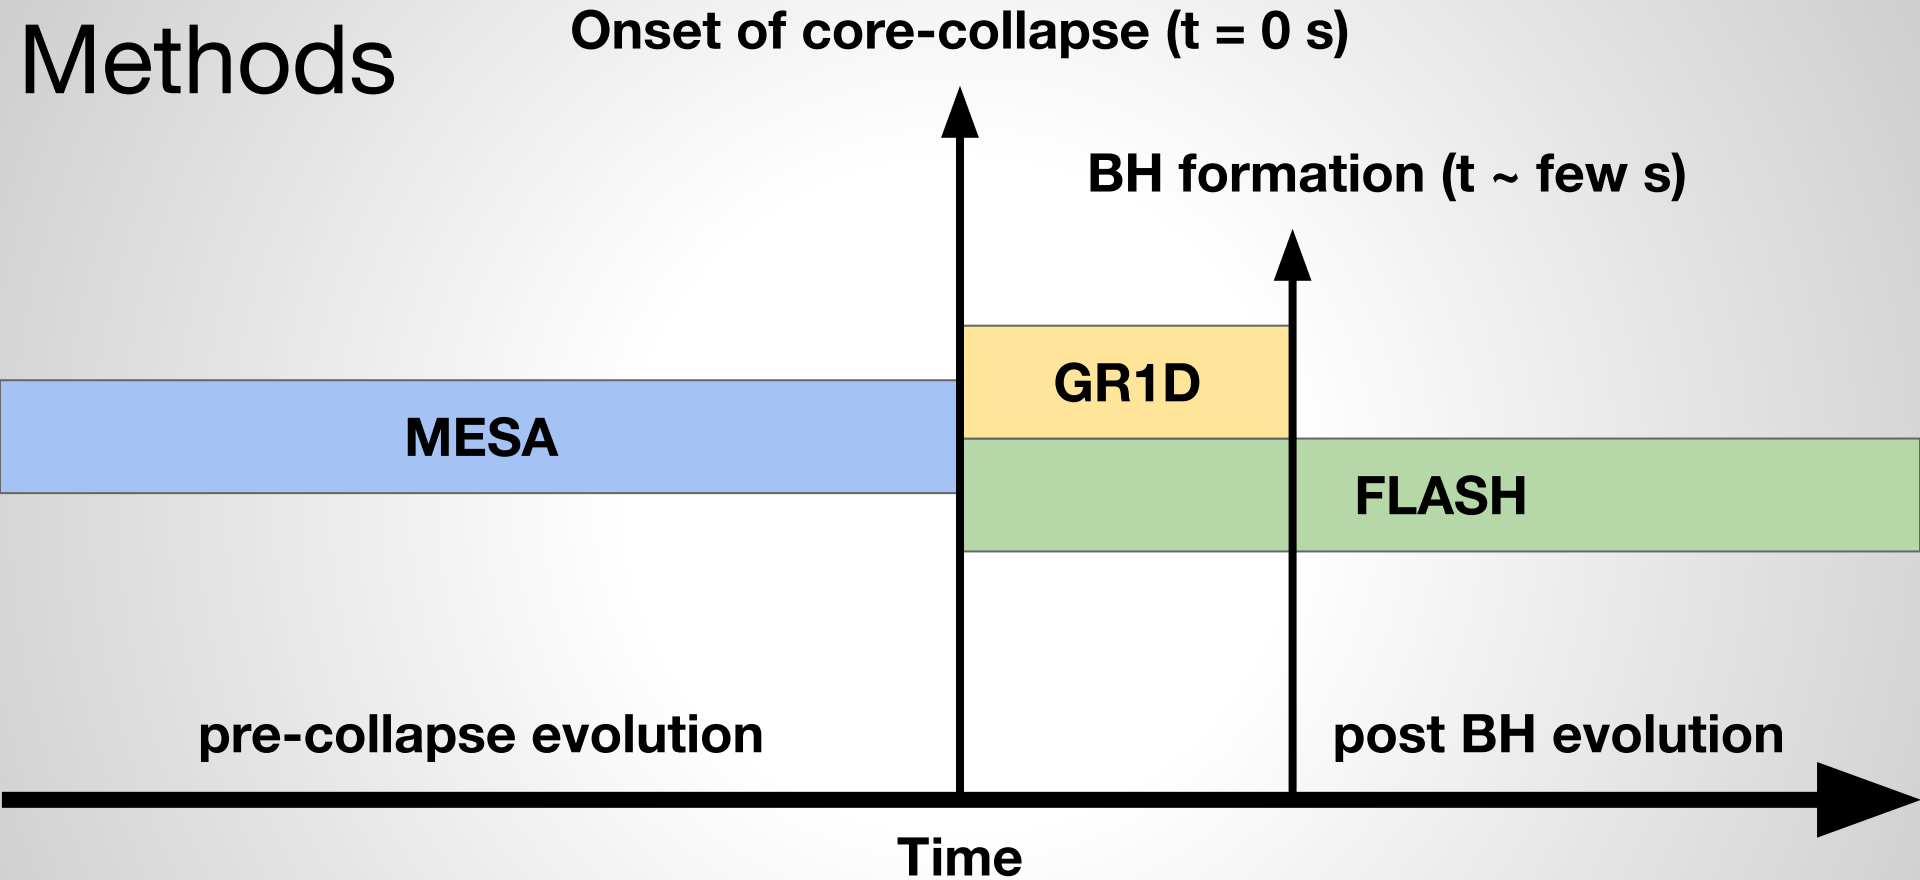 Methods
Onset of core-collapse (t = 0 s)
BH formation (t ~ few s)
GR1D
MESA
FLASH
pre-collapse evolution
post BH evolution
Time